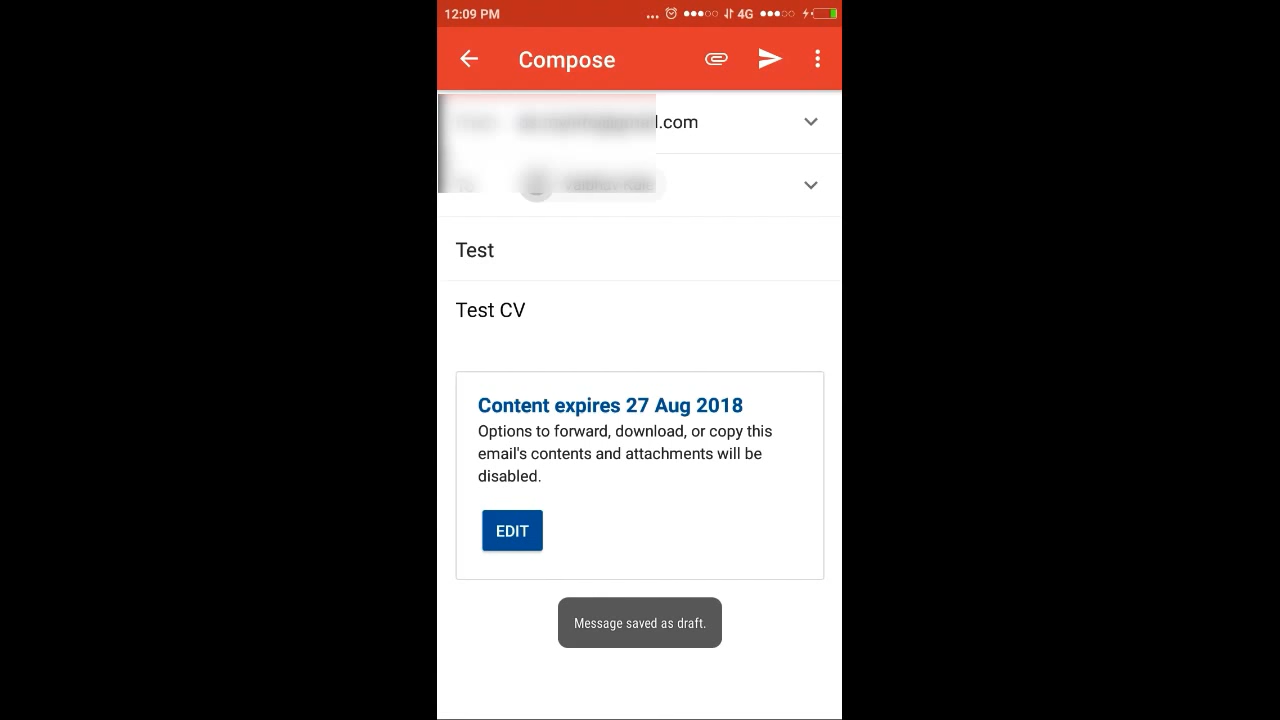 12:09 PM
4G
Compose
.com
Test
Test CV
Content expires 27 Aug 2018
Options to forward, download, or copy this
email's contents and attachments will be
disabled.
EDIT
Message saved as draft.